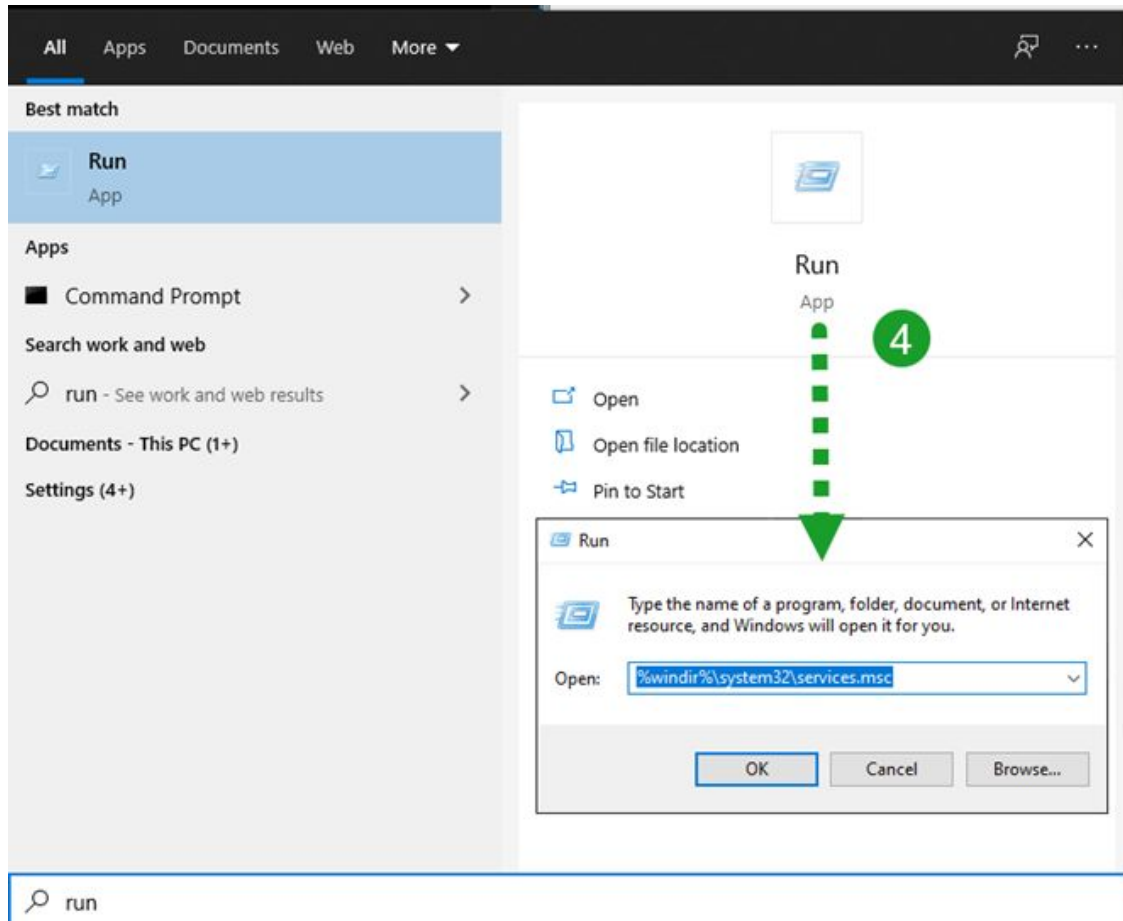 All Apps Documents Web More
Best match
Run
App
Apps
Command Prompt
Search work and web
run - See work and web results
Documents - This PC (1+)
Settings (4+)
Run
App
4
Open
Open file location
Pin to Start
Run
Type the name of a program, folder, document, or Internet
resource, and Windows will open it for you.
Open: %windir%\system32\services.msc
OK Cancel Browse...
run